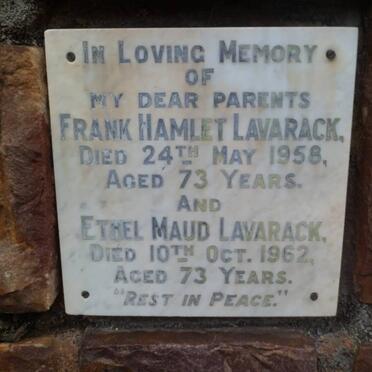 In Loving Memory
of
my dear parents
Frank Hamlet Lavarack,
Died 24th May 1958,
Aged 73 Years.
and
Ethel Maud Lavarack,
Died 10th Oct. 1962,
Aged 73 Years.
"Rest in Peace."